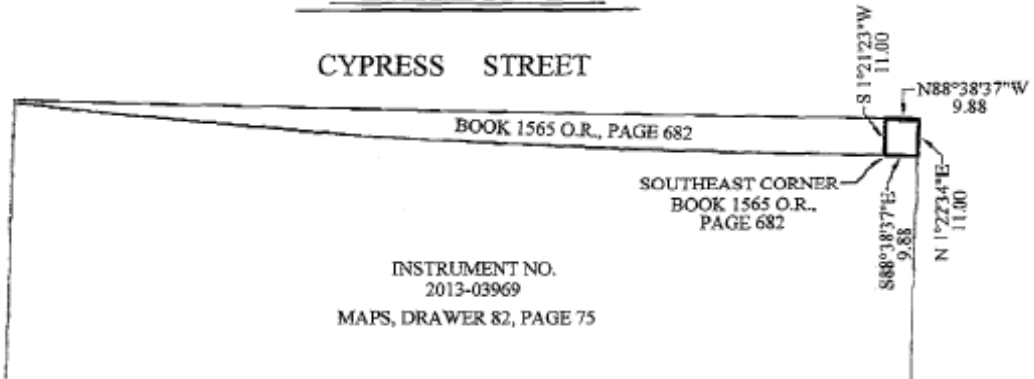 CYPRESS STREET
S 1°21'23"W
11.00
N88°38'37"W
9.88
BOOK 1565 O.R., PAGE 682
SOUTHEAST CORNER
BOOK 1565 O.R.,
PAGE 682
S88°38'37"E
9.88
N 1°22'34"E
11.00
INSTRUMENT NO.
2013-03969
MAPS, DRAWER 82, PAGE 75